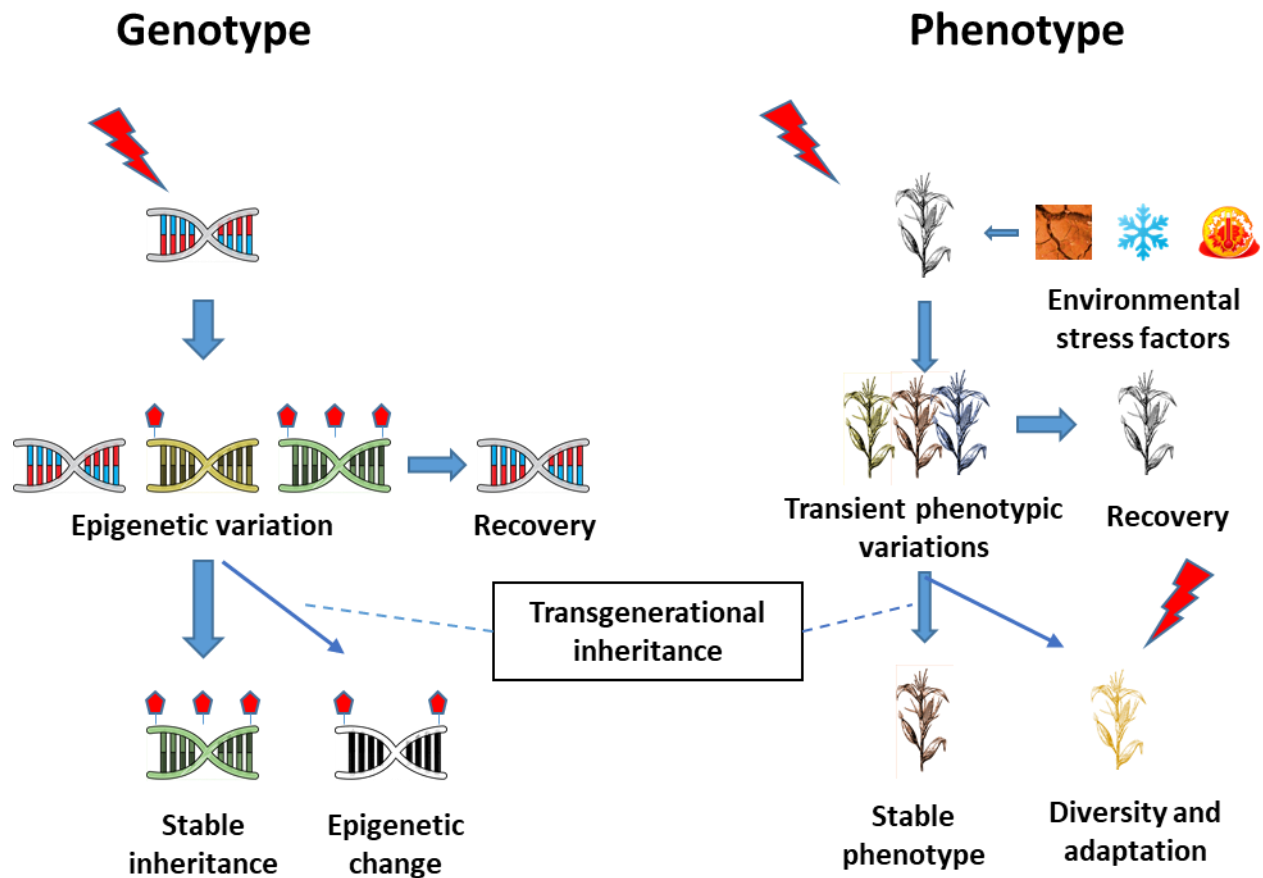 Genotype
Phenotype
Environmental
stress factors
Epigenetic variation
Recovery
Transient phenotypic
variations
Recovery
Transgenerational
inheritance
Stable
inheritance
Epigenetic
change
Stable
phenotype
Diversity and
adaptation